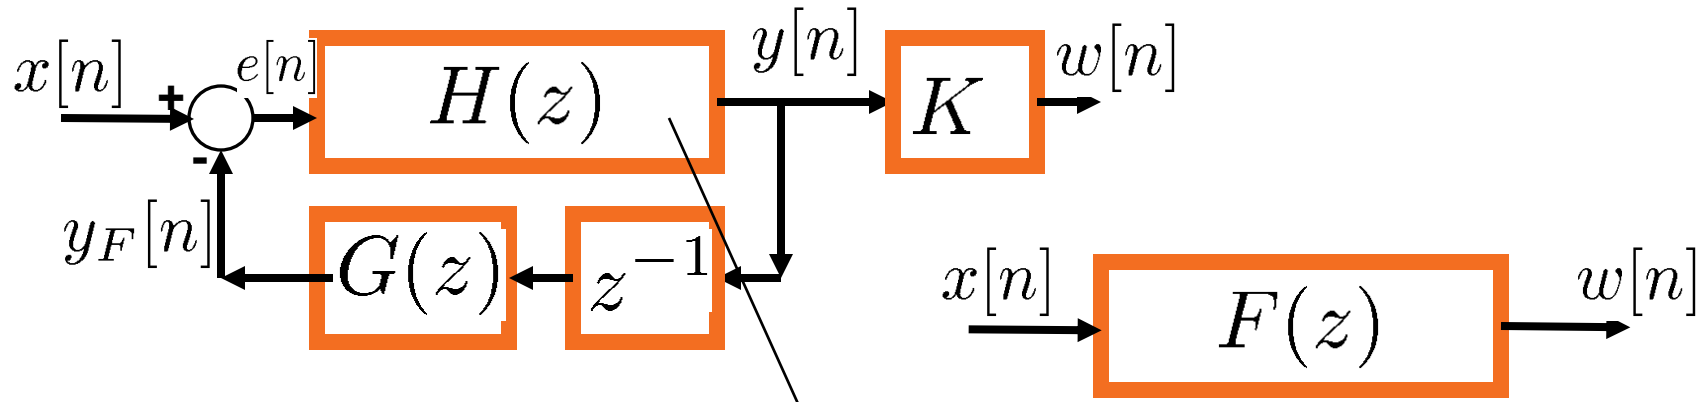 x[n]
+
-
e[n]
H(z)
y[n]
K
w[n]
y_F[n]
G(z)
z^{-1}
x[n]
F(z)
w[n]